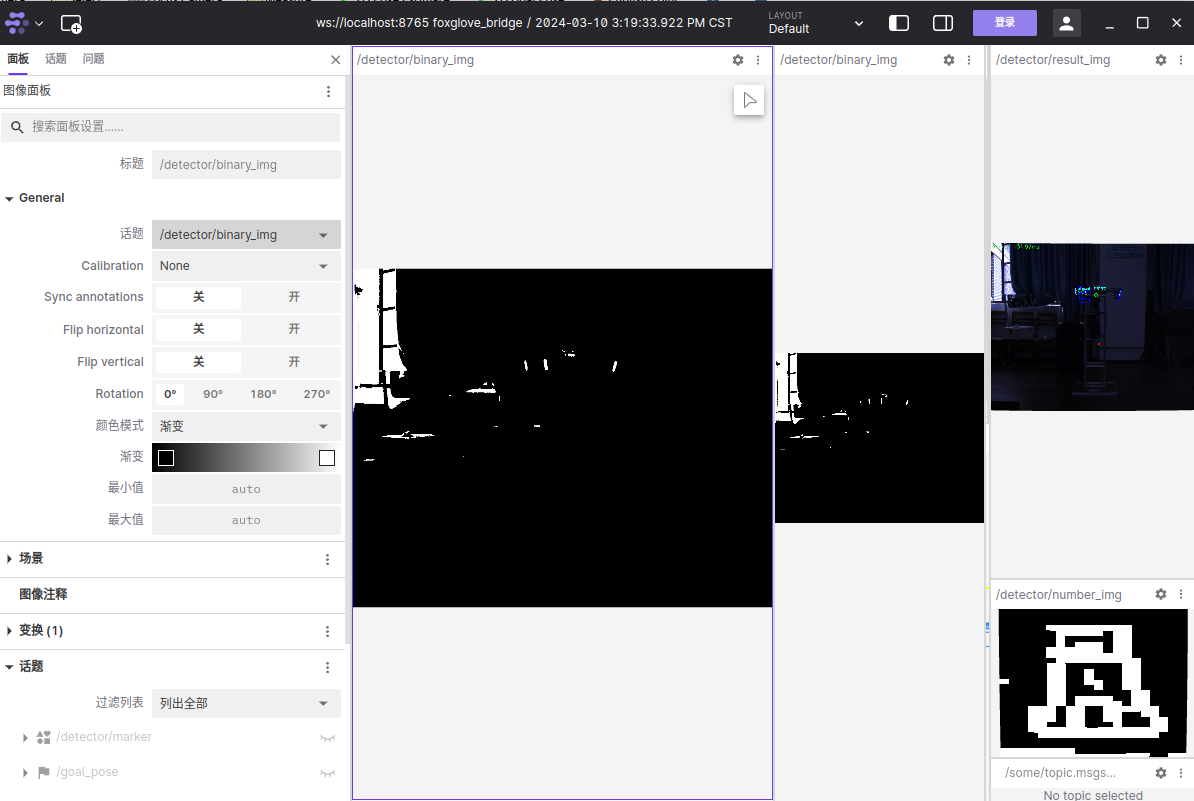 ws://localhost:8765 foxglove_bridge / 2024-03-10 3:19:33.922 PM CST
LAYOUT
Default
登录
面板 话题 问题
图像面板
搜索面板设置......
标题 /detector/binary_img
General
话题 /detector/binary_img
Calibration None
Sync annotations 关 开
Flip horizontal 关 开
Flip vertical 关 开
Rotation 0° 90° 180° 270°
颜色模式 渐变
渐变
最小值 auto
最大值 auto
场景
图像注释
变换 (1)
话题
过滤列表 列出全部
/detector/marker
/goal_pose
/detector/binary_img
/detector/binary_img
/detector/result_img
/detector/number_img
/some/topic.msgs...
No topic selected